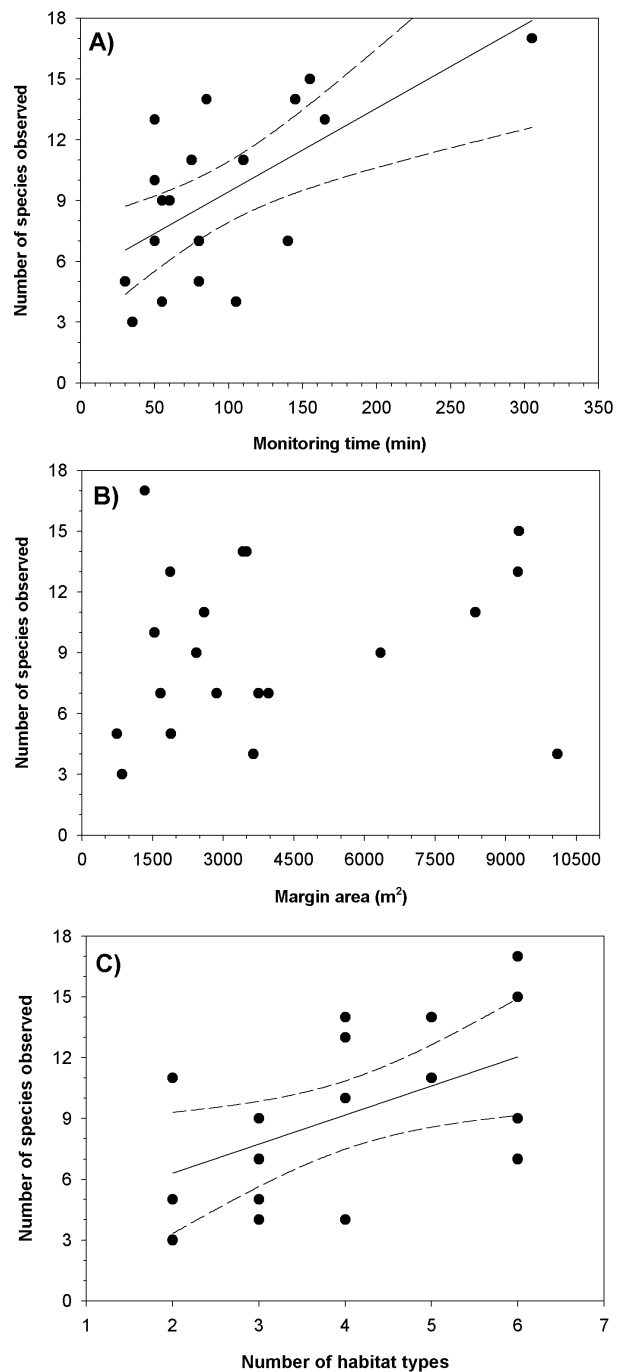 A)
Number of species observed
18
15
12
9
6
3
0
0 50 100 150 200 250 300 350
Monitoring time (min)
B)
Number of species observed
18
15
12
9
6
3
0
0 1500 3000 4500 6000 7500 9000 10500
Margin area (m²)
C)
Number of species observed
18
15
12
9
6
3
0
1 2 3 4 5 6 7
Number of habitat types